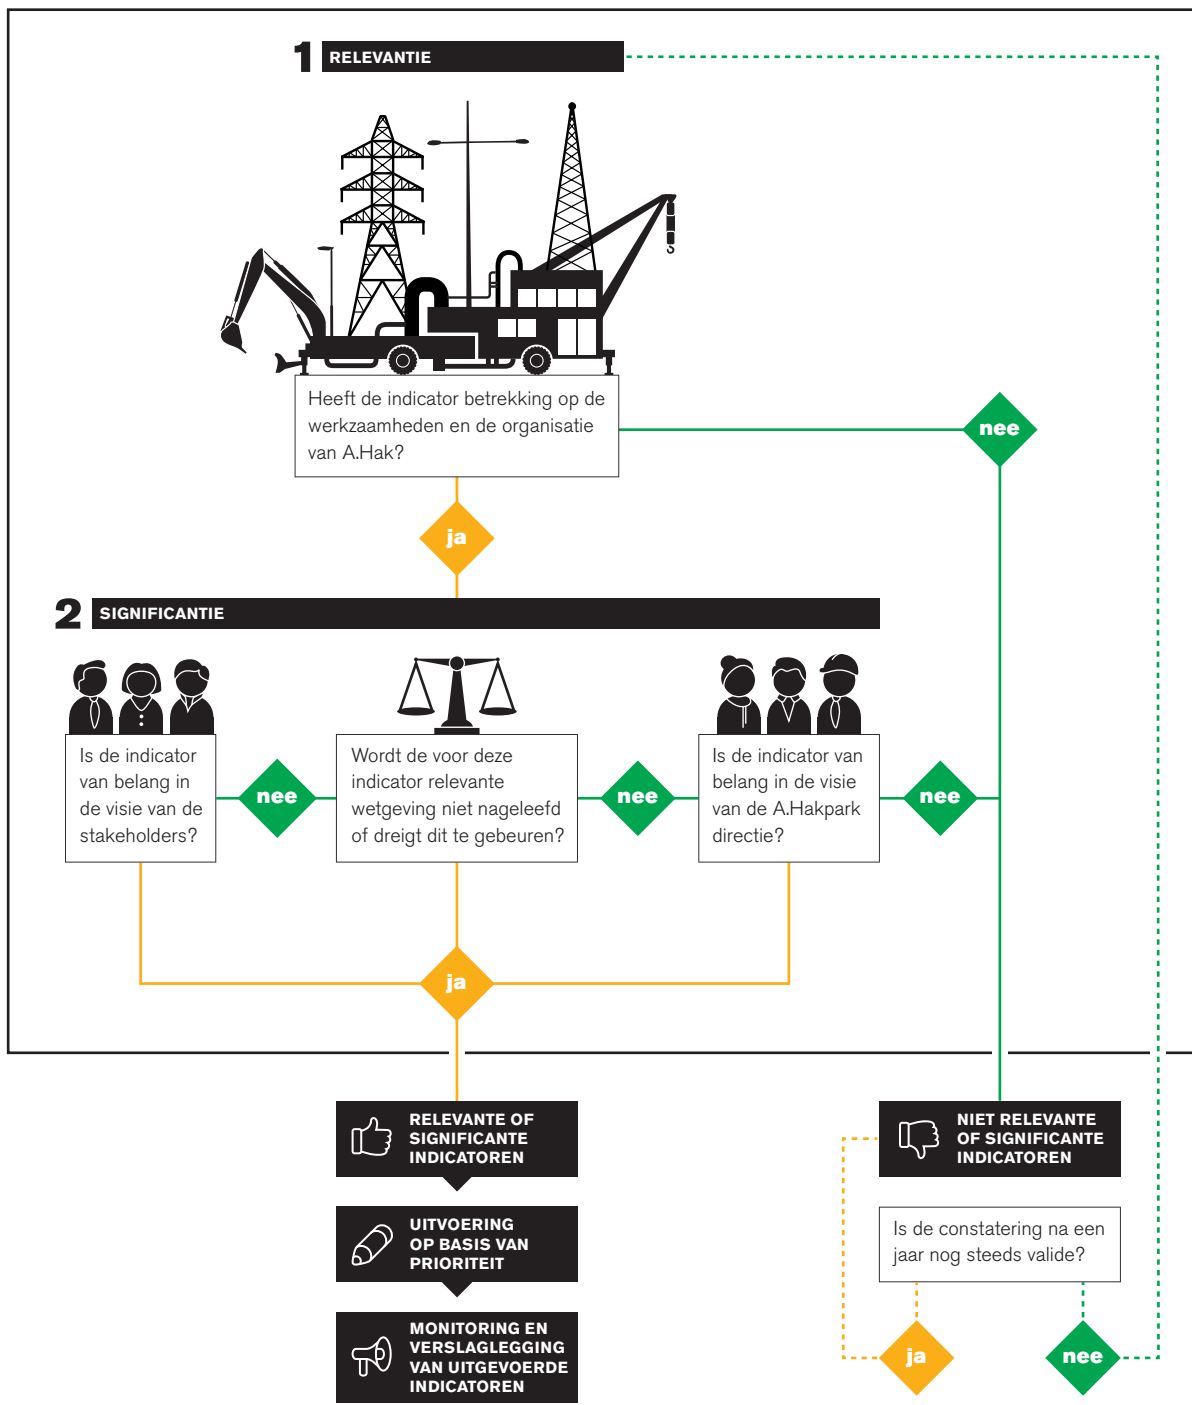 1 RELEVANTIE
Heeft de indicator betrekking op de
werkzaamheden en de organisatie
van A.Hak?
nee
ja
2 SIGNIFICANTIE
Is de indicator
van belang in
de visie van de
stakeholders?
nee
Wordt de voor deze
indicator relevante
wetgeving niet nageleefd
of dreigt dit te gebeuren?
nee
Is de indicator van
belang in de visie
van de A.Hakpark
directie?
nee
ja
RELEVANTE OF
SIGNIFICANTE
INDICATOREN
UITVOERING
OP BASIS VAN
PRIORITEIT
MONITORING EN
VERSLAGLEGGING
VAN UITGEVOERDE
INDICATOREN
NIET RELEVANTE
OF SIGNIFICANTE
INDICATOREN
Is de constatering na een
jaar nog steeds valide?
ja
nee